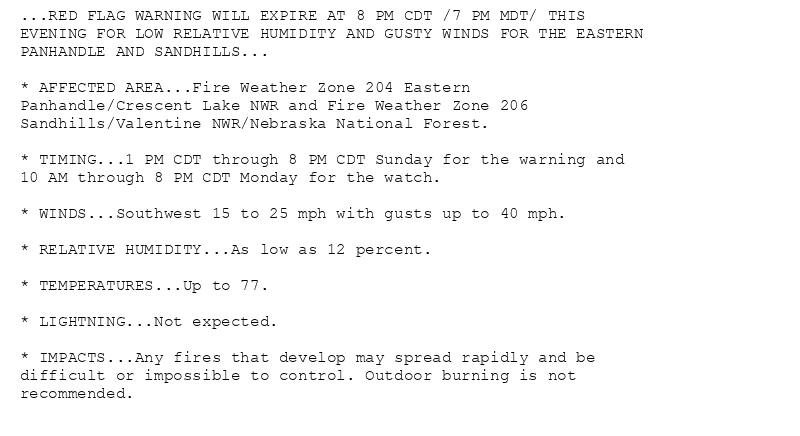 ...RED FLAG WARNING WILL EXPIRE AT 8 PM CDT /7 PM MDT/ THIS
EVENING FOR LOW RELATIVE HUMIDITY AND GUSTY WINDS FOR THE EASTERN
PANHANDLE AND SANDHILLS...
* AFFECTED AREA...Fire Weather Zone 204 Eastern
Panhandle/Crescent Lake NWR and Fire Weather Zone 206
Sandhills/Valentine NWR/Nebraska National Forest.
* TIMING...1 PM CDT through 8 PM CDT Sunday for the warning and
10 AM through 8 PM CDT Monday for the watch.
* WINDS...Southwest 15 to 25 mph with gusts up to 40 mph.
* RELATIVE HUMIDITY...As low as 12 percent.
* TEMPERATURES...Up to 77.
* LIGHTNING...Not expected.
* IMPACTS...Any fires that develop may spread rapidly and be
difficult or impossible to control. Outdoor burning is not
recommended.